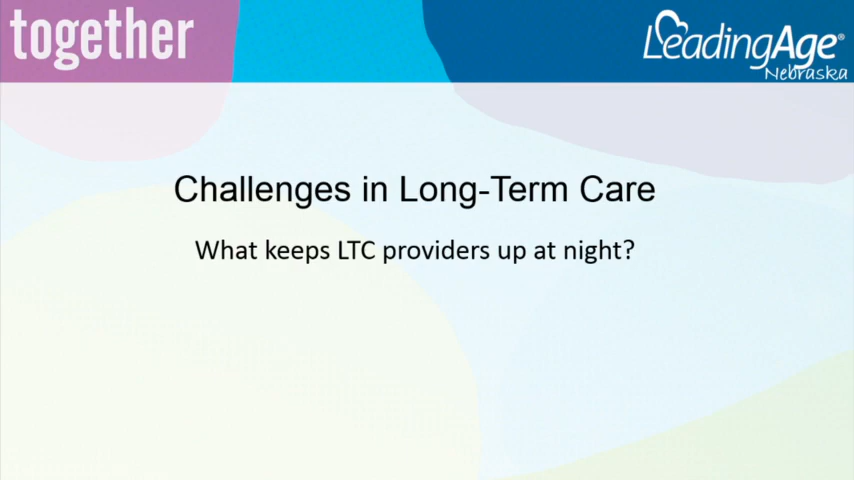 together
LeadingAge®
Nebraska
Challenges in Long-Term Care
What keeps LTC providers up at night?